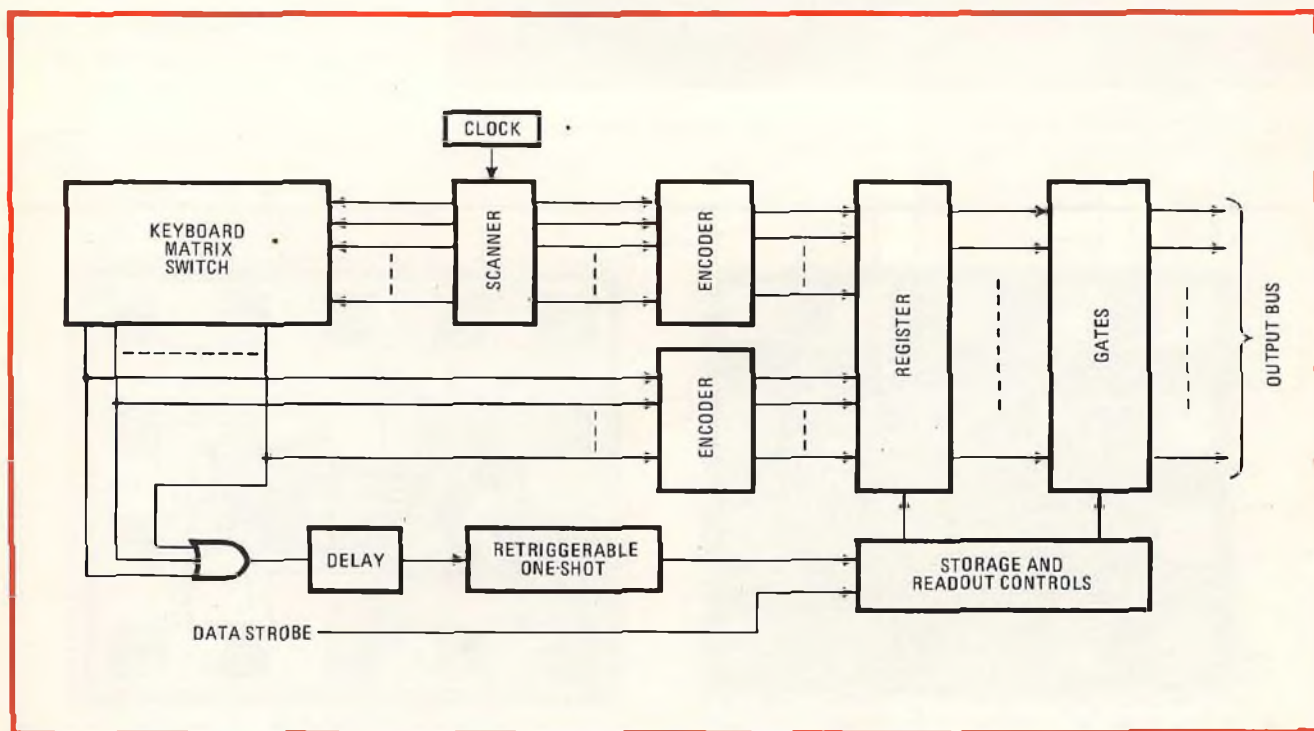 CLOCK
KEYBOARD
MATRIX
SWITCH
SCANNER
ENCODER
REGISTER
GATES
OUTPUT BUS
ENCODER
DELAY
RETRIGGERABLE
ONE-SHOT
STORAGE AND
READOUT CONTROLS
DATA STROBE